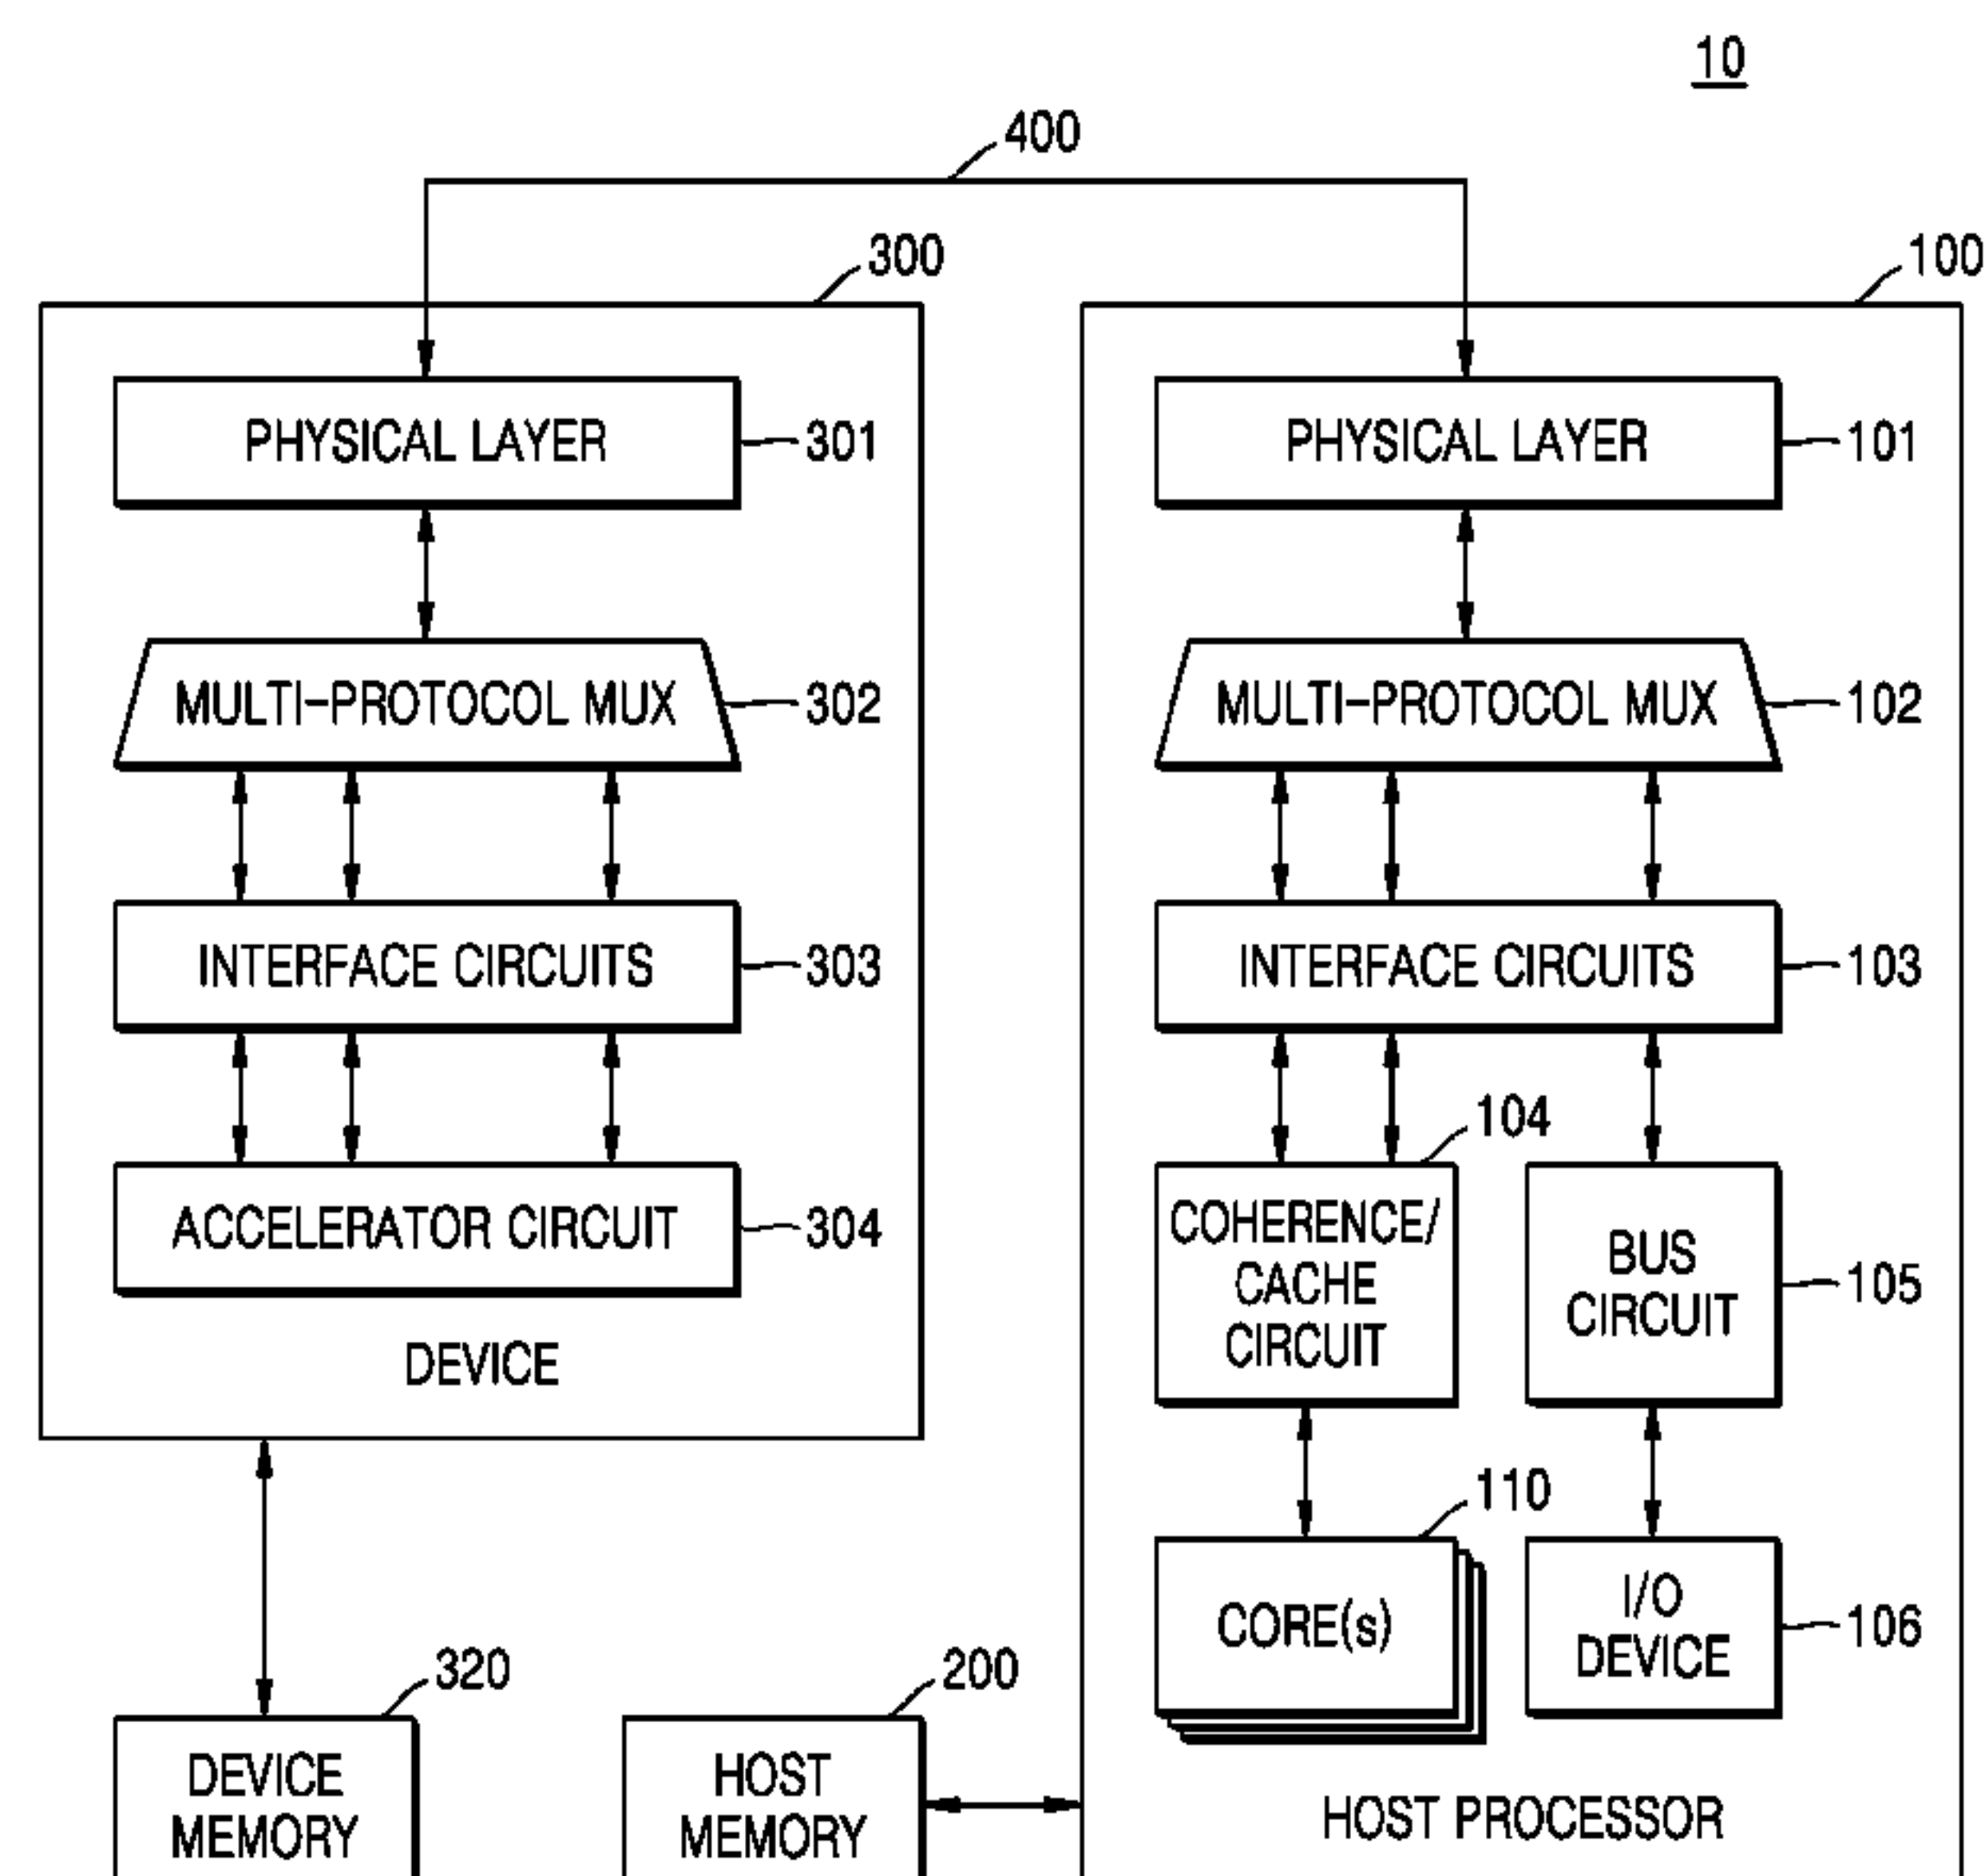 10
400
300
100
PHYSICAL LAYER
301
MULTI-PROTOCOL MUX
302
INTERFACE CIRCUITS
303
ACCELERATOR CIRCUIT
304
DEVICE
320
DEVICE
MEMORY
200
HOST
MEMORY
PHYSICAL LAYER
101
MULTI-PROTOCOL MUX
102
INTERFACE CIRCUITS
103
104
COHERENCE/
CACHE
CIRCUIT
BUS
CIRCUIT
105
110
CORE(s)
I/O
DEVICE
106
HOST PROCESSOR